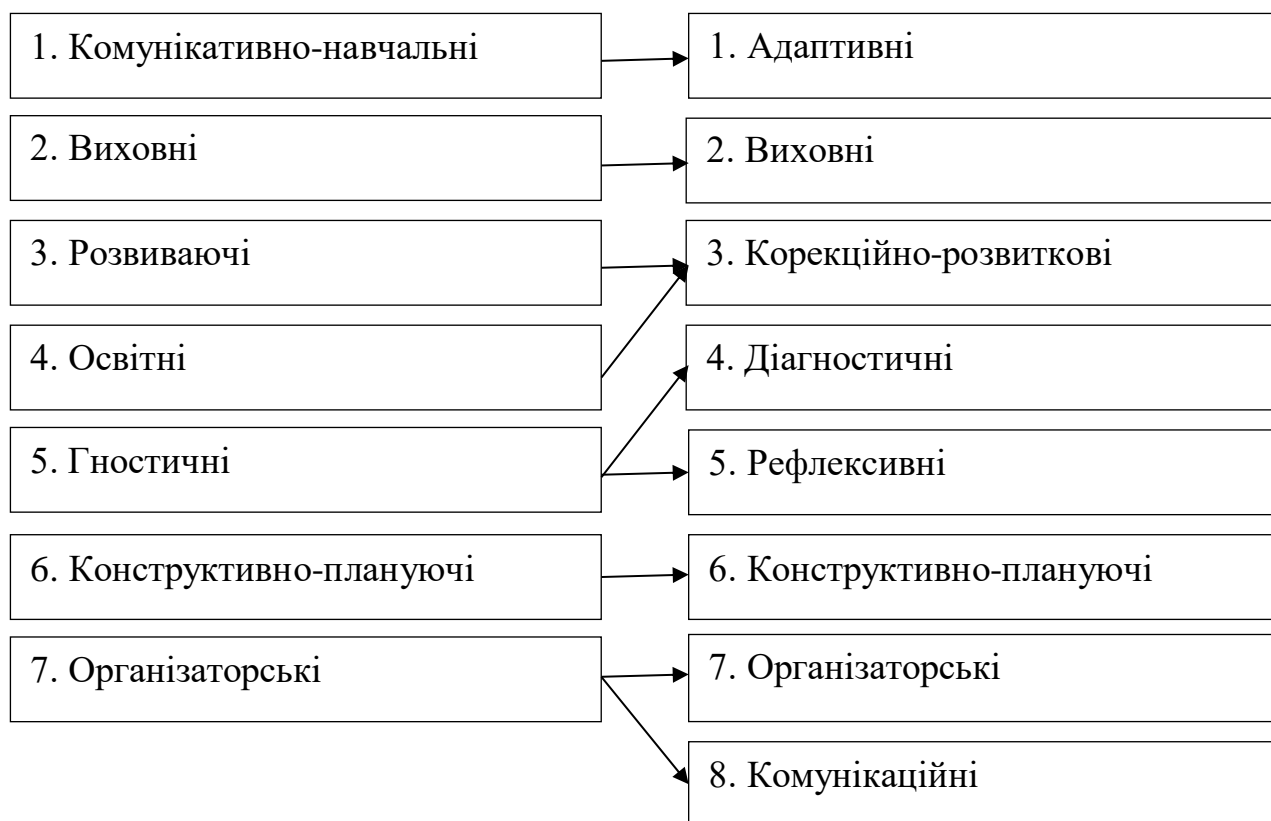 1. Комунікативно-навчальні
1. Адаптивні
2. Виховні
2. Виховні
3. Розвиваючі
3. Корекційно-розвиткові
4. Освітні
4. Діагностичні
5. Гностичні
5. Рефлексивні
6. Конструктивно-плануючі
6. Конструктивно-плануючі
7. Організаторські
7. Організаторські
8. Комунікаційні